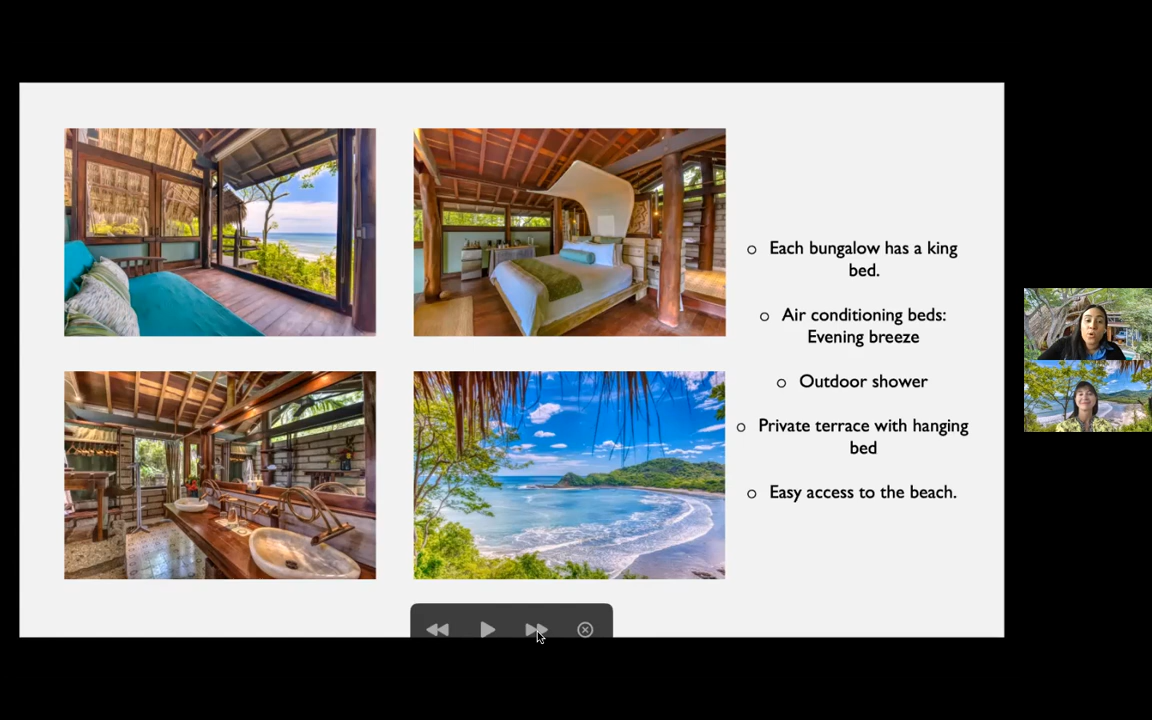 Each bungalow has a king
bed.
Air conditioning beds:
Evening breeze
Outdoor shower
Private terrace with hanging
bed
Easy access to the beach.